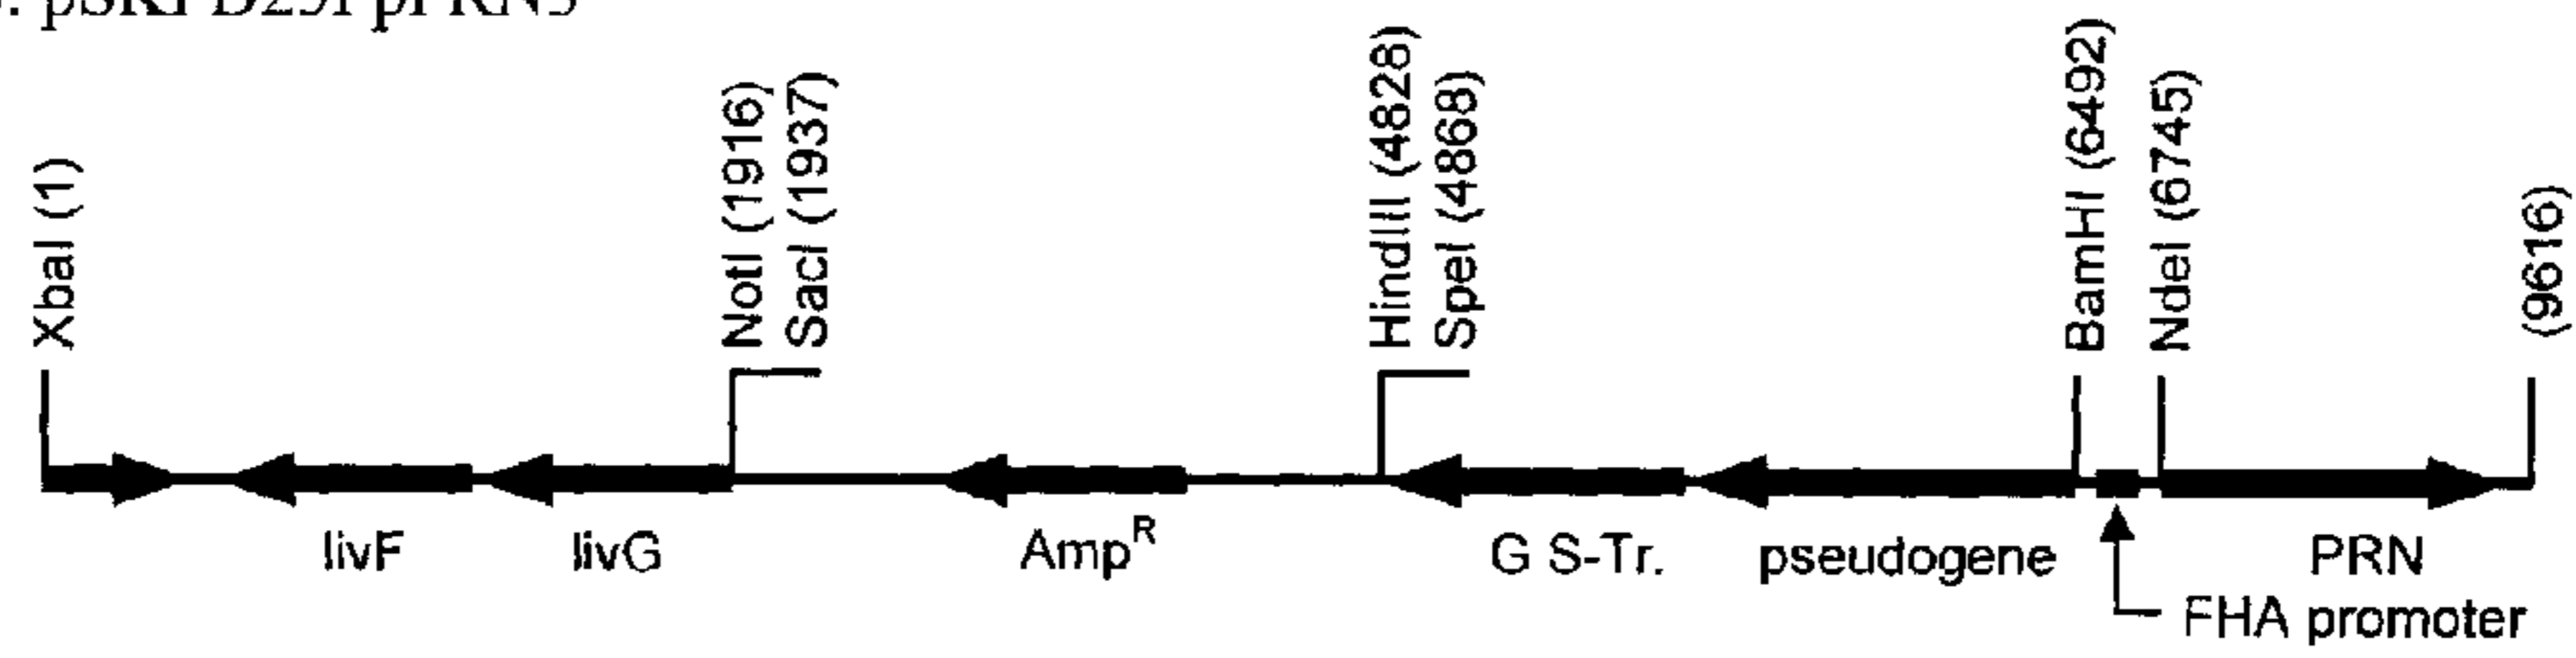 XbaI (1)
NotI (1916)
SacI (1937)
HindIII (4828)
SpeI (4868)
BamHI (6492)
NdeI (6745)
(9616)
livF
livG
Amp^R
G S-Tr.
pseudogene
PRN
FHA promoter